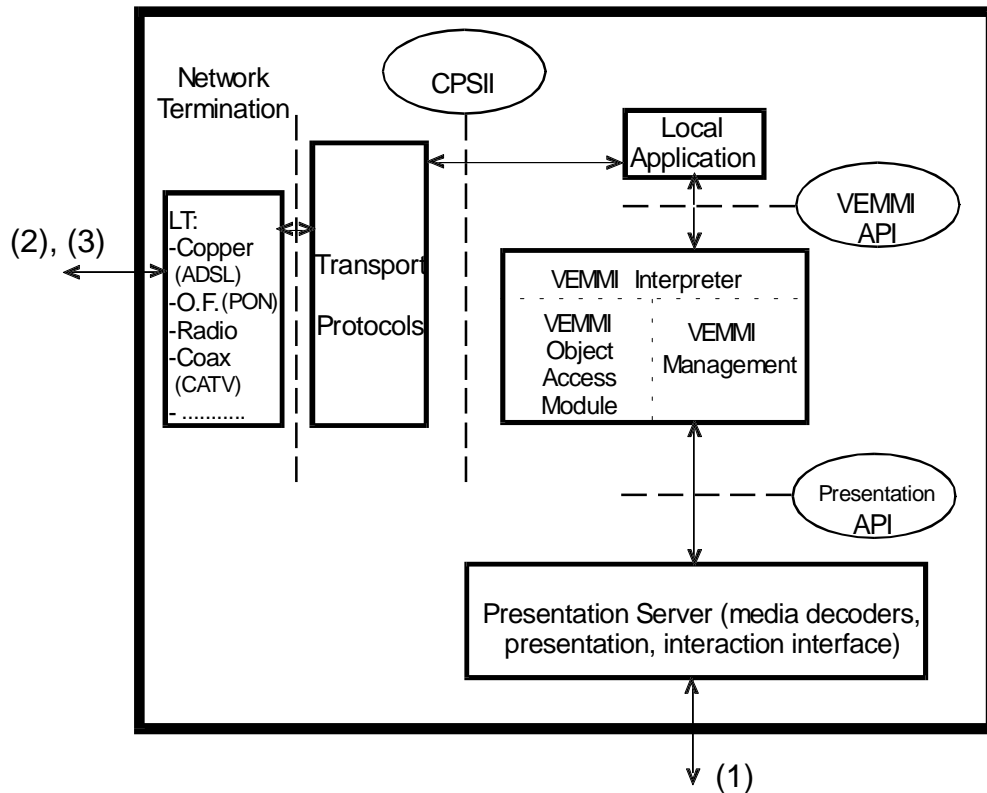 Network
Termination
CPSII
Local
Application
VEMMI
API
(2), (3)
LT:
-Copper
(ADSL)
-O.F.(PON)
-Radio
-Coax
(CATV)
- ...........
Transport
Protocols
VEMMI Interpreter
VEMMI
Object
Access
Module
VEMMI
Management
Presentation
API
Presentation Server (media decoders,
presentation, interaction interface)
(1)